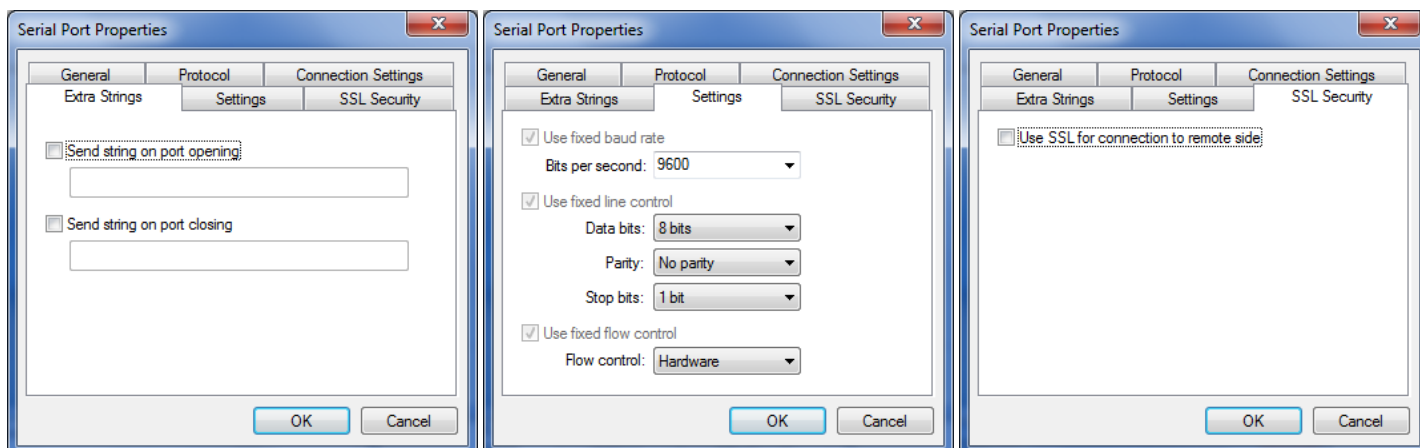 Serial Port Properties
General Protocol Connection Settings
Extra Strings Settings SSL Security
Send string on port opening
Send string on port closing
OK Cancel
Serial Port Properties
General Protocol Connection Settings
Extra Strings Settings SSL Security
Use fixed baud rate
Bits per second: 9600
Use fixed line control
Data bits: 8 bits
Parity: No parity
Stop bits: 1 bit
Use fixed flow control
Flow control: Hardware
OK Cancel
Serial Port Properties
General Protocol Connection Settings
Extra Strings Settings SSL Security
Use SSL for connection to remote side
OK Cancel